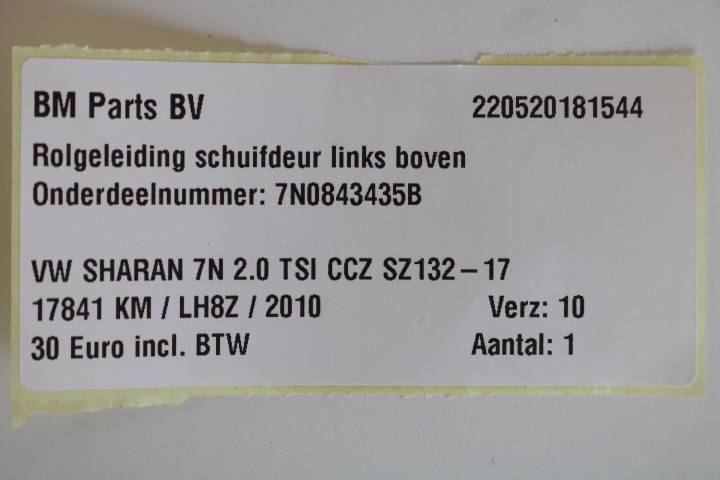 BM Parts BV 220520181544
Rolgeleiding schuifdeur links boven
Onderdeelnummer: 7N0843435B
VW SHARAN 7N 2.0 TSI CCZ SZ132-17
17841 KM / LH8Z / 2010 Verz: 10
30 Euro incl. BTW Aantal: 1